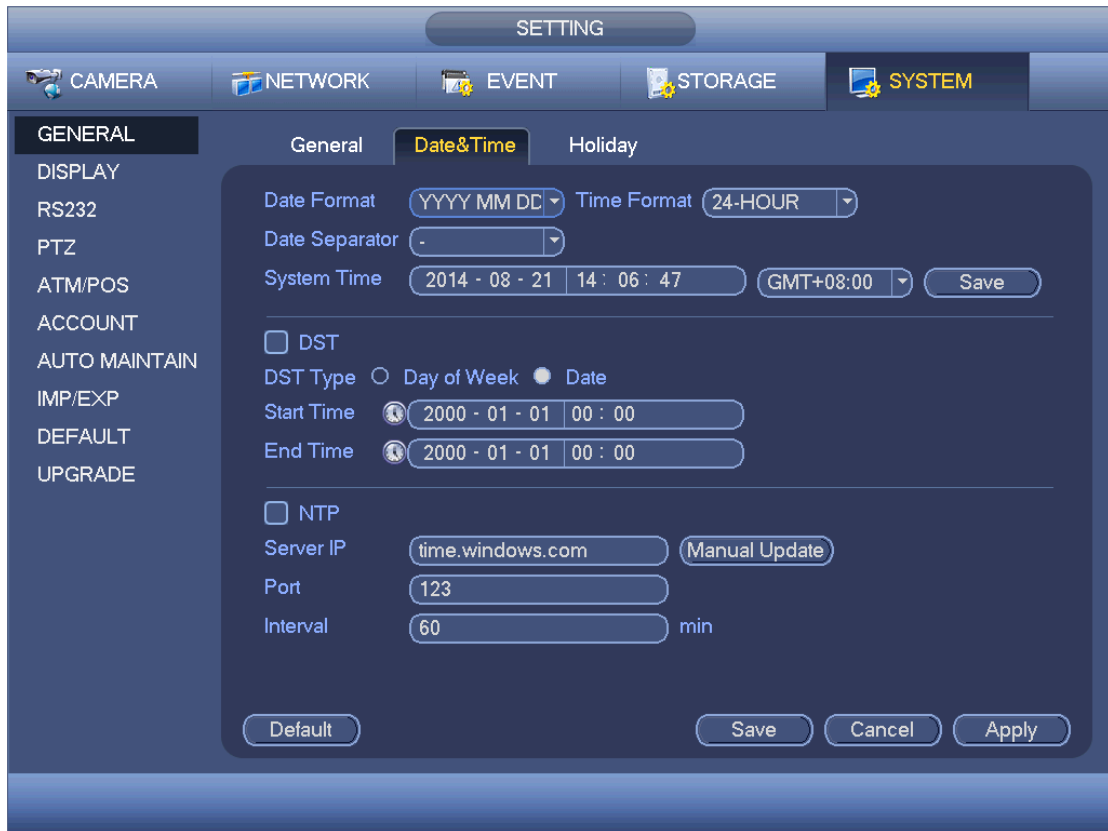 SETTING
CAMERA NETWORK EVENT STORAGE SYSTEM
GENERAL
DISPLAY
RS232
PTZ
ATM/POS
ACCOUNT
AUTO MAINTAIN
IMP/EXP
DEFAULT
UPGRADE
General Date&Time Holiday
Date Format YYYY MM DD Time Format 24-HOUR
Date Separator -
System Time 2014 - 08 - 21 14 : 06 : 47 GMT+08:00 Save
DST
DST Type Day of Week Date
Start Time 2000 - 01 - 01 00 : 00
End Time 2000 - 01 - 01 00 : 00
NTP
Server IP time.windows.com Manual Update
Port 123
Interval 60 min
Default Save Cancel Apply